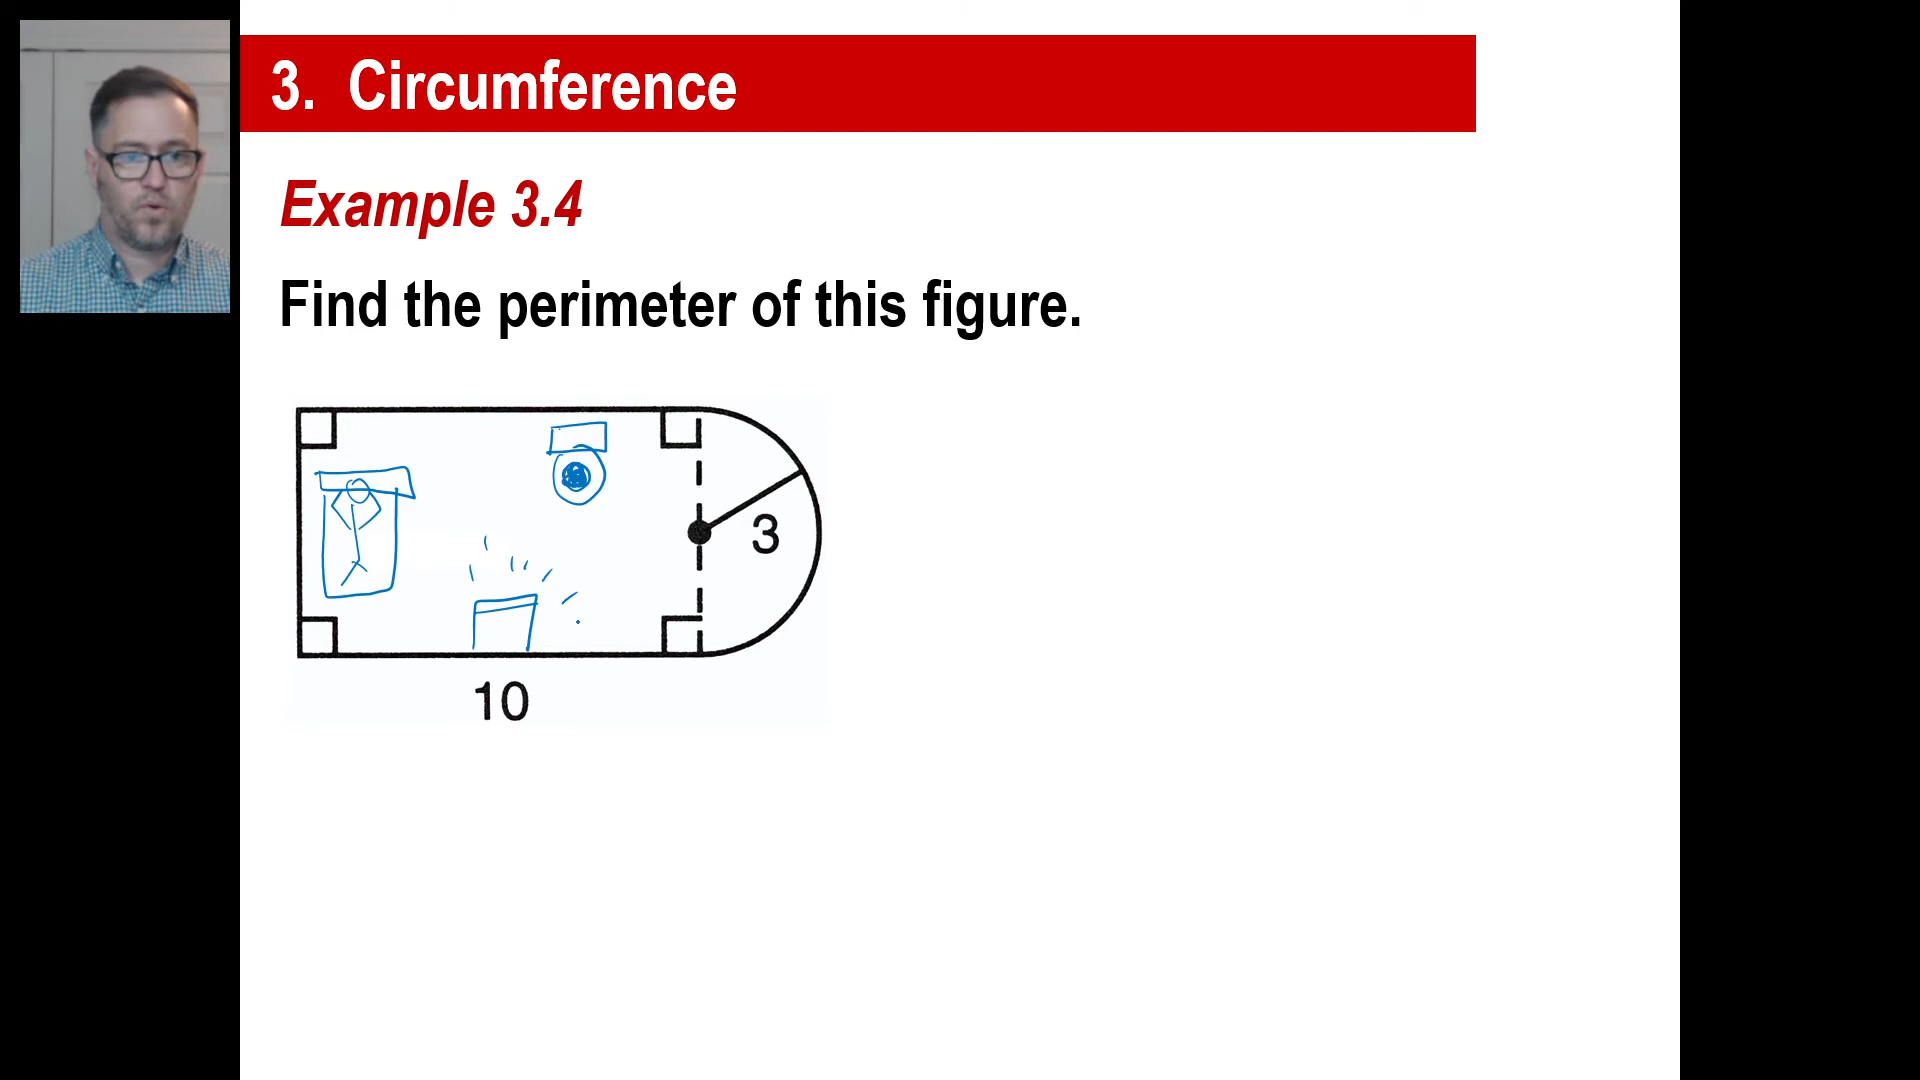 3. Circumference
Example 3.4
Find the perimeter of this figure.
3
10